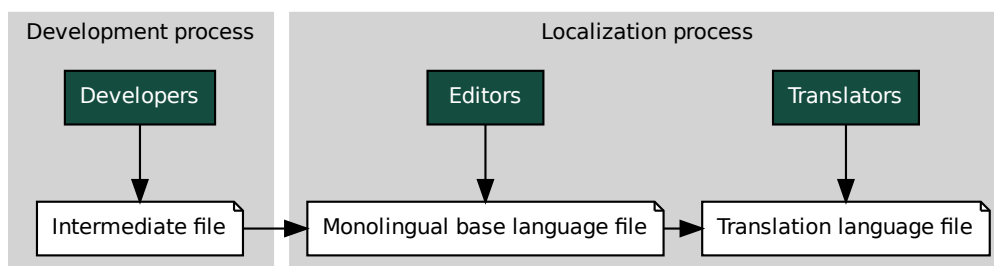 Development process
Localization process
Developers
Editors
Translators
Intermediate file
Monolingual base language file
Translation language file